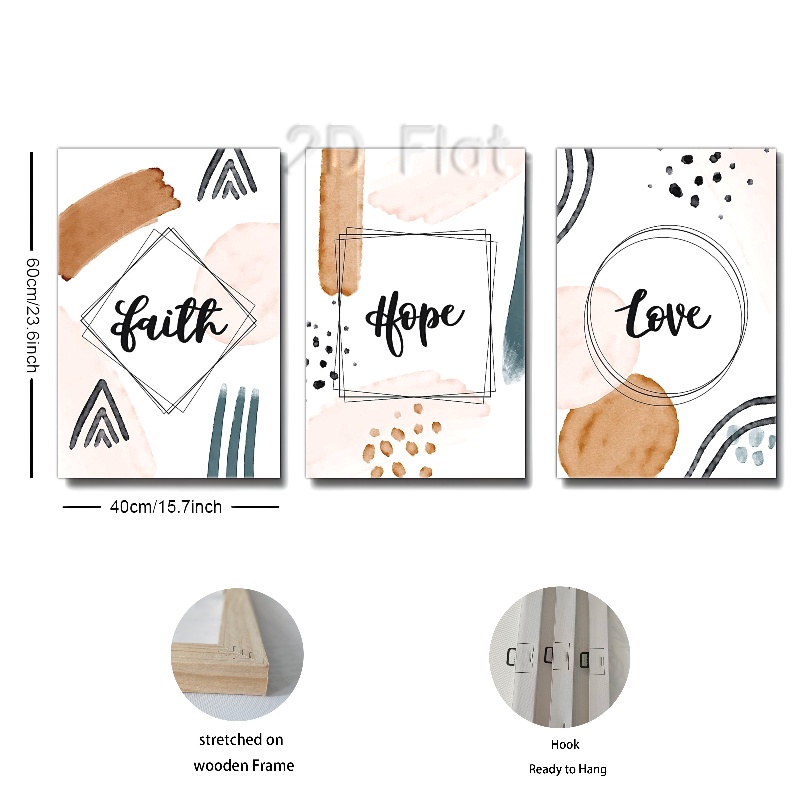 2D Flat
60cm/23.6inch
Faith
Hope
Love
40cm/15.7inch
stretched on
wooden Frame
Hook
Ready to Hang